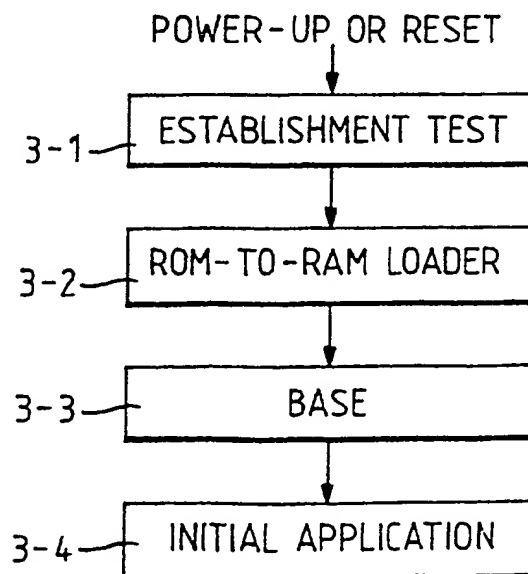 POWER-UP OR RESET
3-1 ESTABLISHMENT TEST
3-2 ROM-TO-RAM LOADER
3-3 BASE
3-4 INITIAL APPLICATION